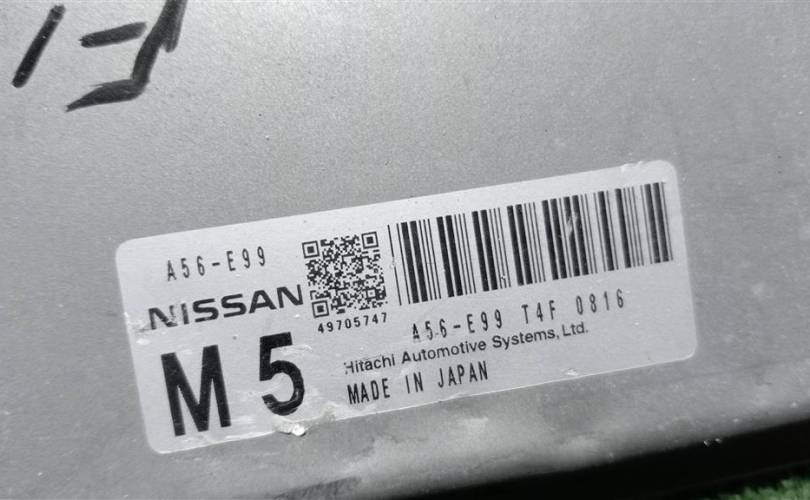 A56-E99
NISSAN
49705747
M5
A56-E99 T4F 0816
Hitachi Automotive Systems, Ltd.
MADE IN JAPAN